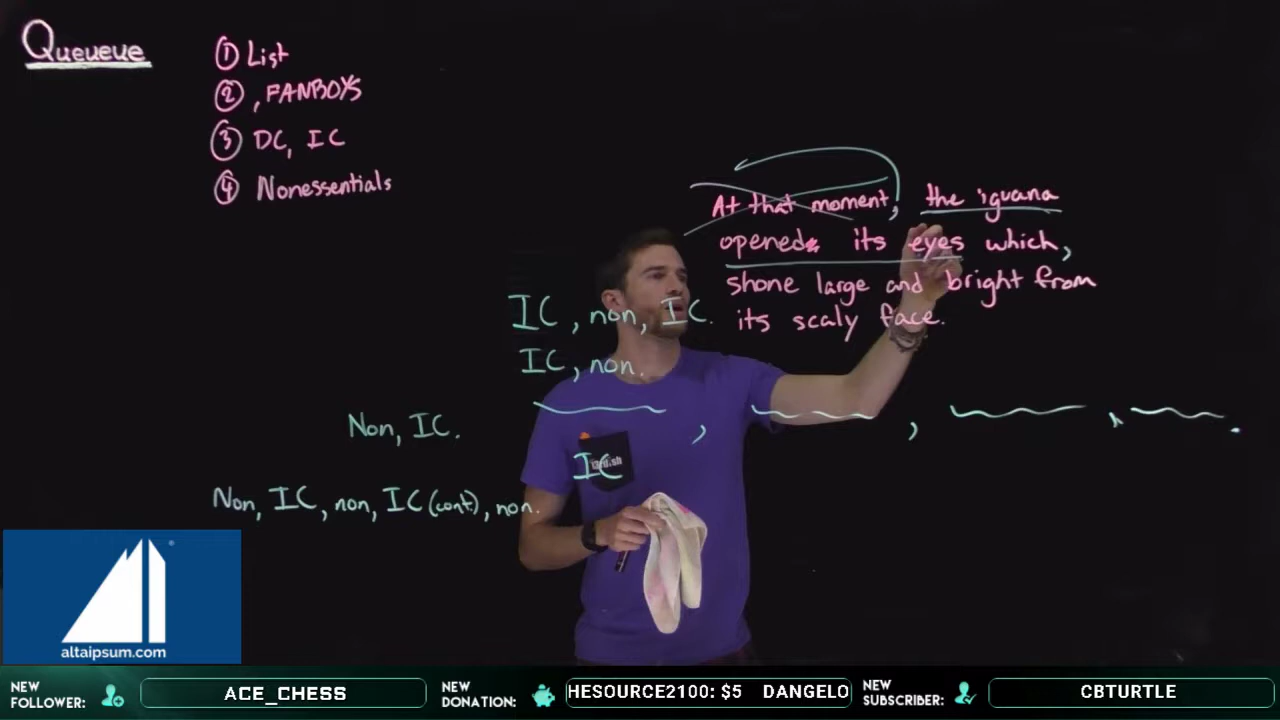 Queueue
① List
② , FANBOYS
③ DC, IC
④ Nonessentials
At that moment, the iguana
opened its eyes which,
shone large and bright from
its scaly face.
IC, non, IC.
IC, non.
Non, IC.
, , , .
IC
Non, IC, non, IC (cont.), non.
altaipsum.com
NEW FOLLOWER: ACE_CHESS NEW DONATION: HESOURCE2100: $5 DANGELO NEW SUBSCRIBER: CBTURTLE